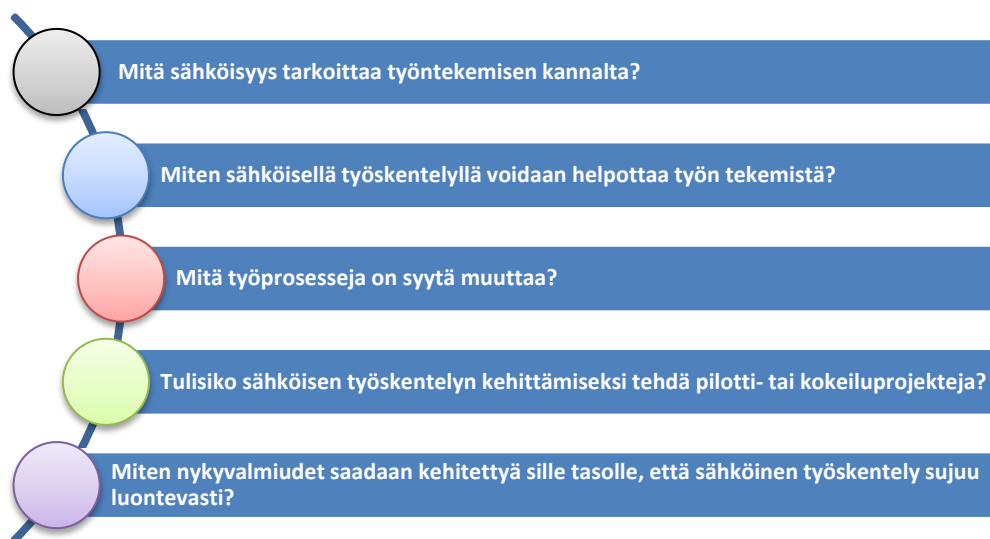 Mitä sähköisyys tarkoittaa työntekemisen kannalta?
Miten sähköisellä työskentelyllä voidaan helpottaa työn tekemistä?
Mitä työprosesseja on syytä muuttaa?
Tulisiko sähköisen työskentelyn kehittämiseksi tehdä pilotti- tai kokeiluprojekteja?
Miten nykyvalmiudet saadaan kehitettyä sille tasolle, että sähköinen työskentely sujuu
luontevasti?